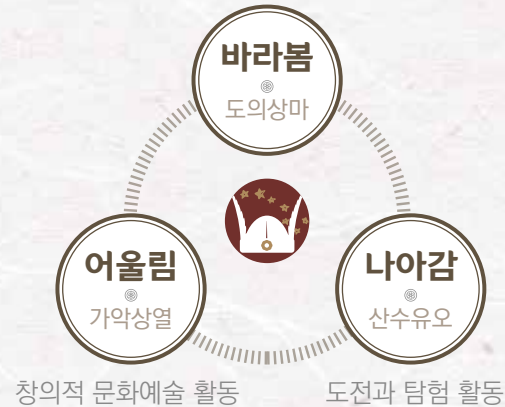 바라봄
도의상마
어울림
가악상열
나아감
산수유오
창의적 문화예술 활동
도전과 탐험 활동